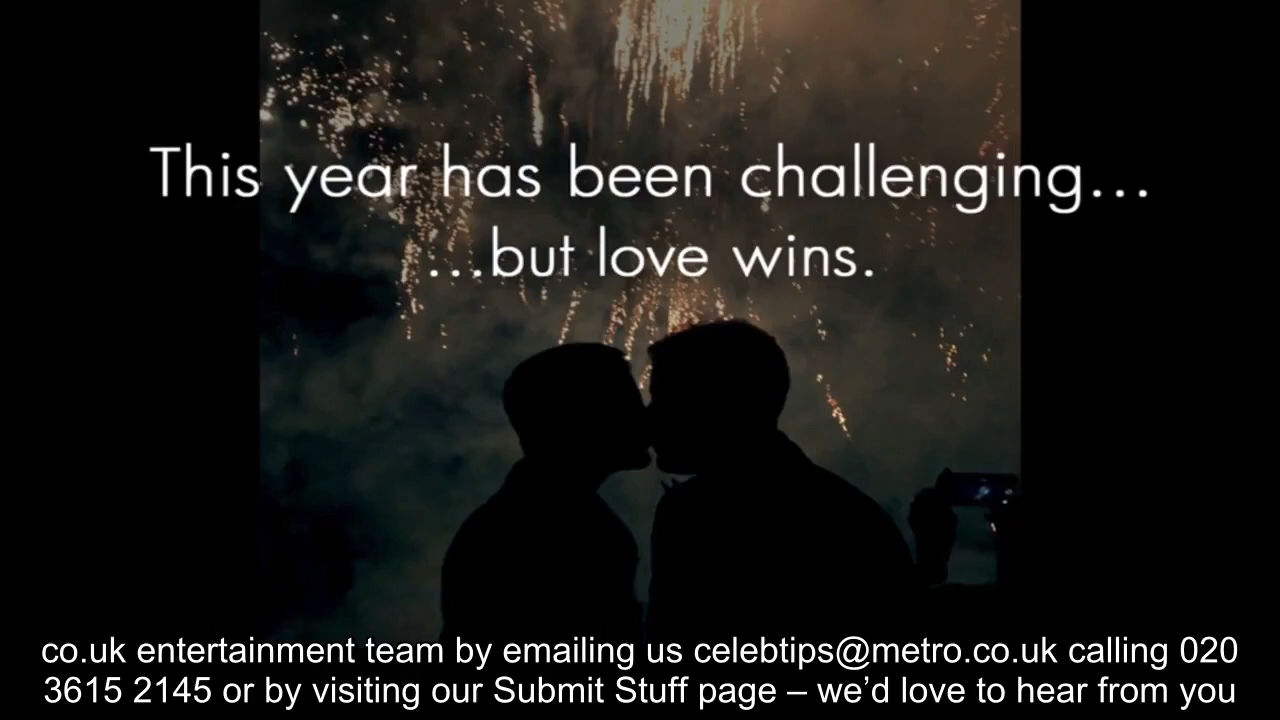 This year has been challenging...
...but love wins.
co.uk entertainment team by emailing us celebtips@metro.co.uk calling 020
3615 2145 or by visiting our Submit Stuff page – we’d love to hear from you